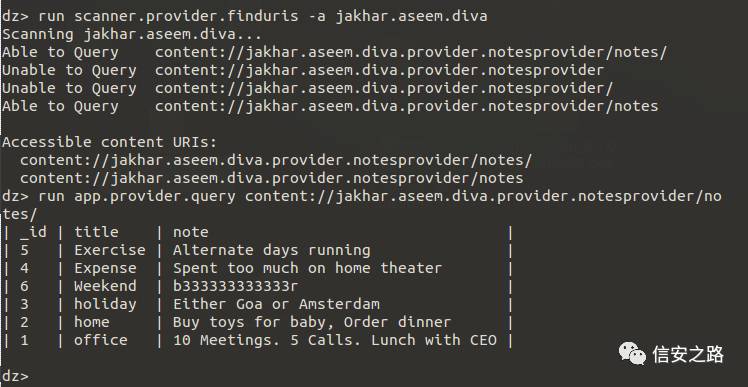 dz> run scanner.provider.finduris -a jakhar.aseem.diva
Scanning jakhar.aseem.diva...
Able to Query    content://jakhar.aseem.diva.provider.notesprovider/notes/
Unable to Query  content://jakhar.aseem.diva.provider.notesprovider
Unable to Query  content://jakhar.aseem.diva.provider.notesprovider/
Able to Query    content://jakhar.aseem.diva.provider.notesprovider/notes
Accessible content URIs:
  content://jakhar.aseem.diva.provider.notesprovider/notes/
  content://jakhar.aseem.diva.provider.notesprovider/notes
dz> run app.provider.query content://jakhar.aseem.diva.provider.notesprovider/no
tes/
| _id | title    | note                                  |
| 5   | Exercise | Alternate days running                |
| 4   | Expense  | Spent too much on home theater        |
| 6   | Weekend  | b333333333333r                        |
| 3   | holiday  | Either Goa or Amsterdam               |
| 2   | home     | Buy toys for baby, Order dinner       |
| 1   | office   | 10 Meetings. 5 Calls. Lunch with CEO |
信安之路
dz>